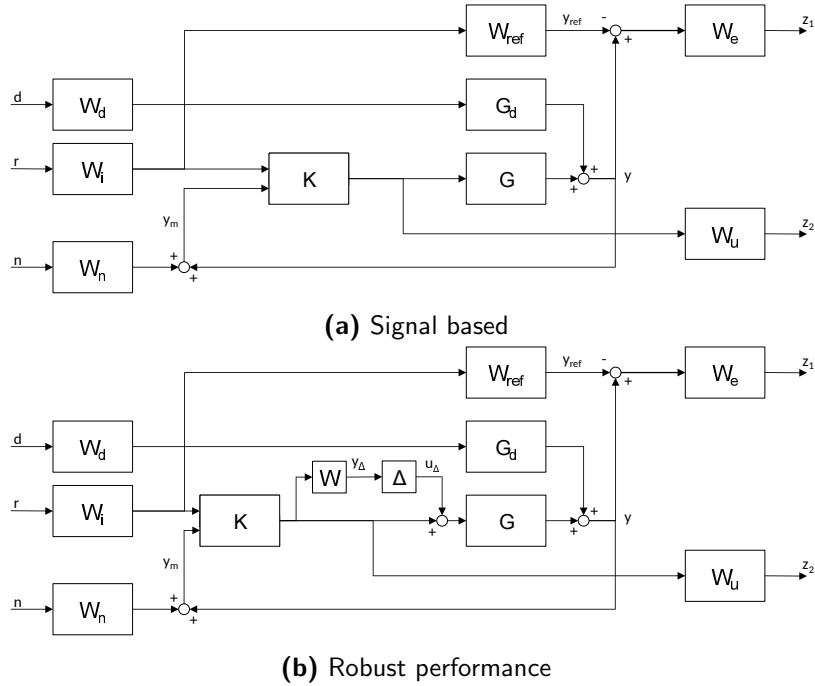 W_ref
y_ref
-
+
W_e
z_1
d
W_d
G_d
r
W_i
K
G
+
+
y
y_m
W_u
z_2
n
W_n
+
+
(a) Signal based
W_ref
y_ref
-
+
W_e
z_1
d
W_d
G_d
W
y_Δ
Δ
u_Δ
r
W_i
K
+
G
+
+
y
y_m
W_u
z_2
n
W_n
+
+
(b) Robust performance